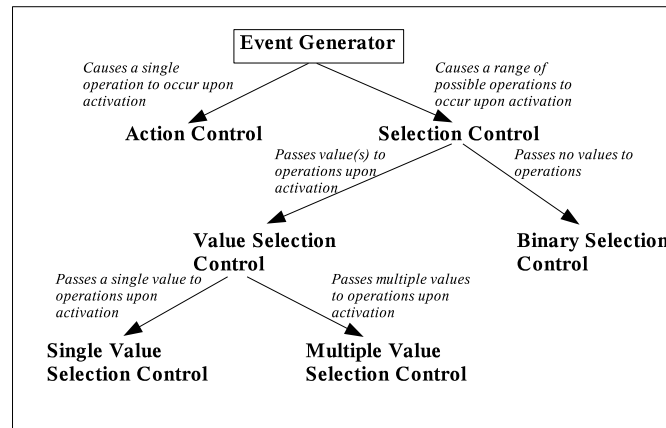 Event Generator
Causes a single
operation to occur upon
activation
Causes a range of
possible operations to
occur upon activation
Action Control
Selection Control
Passes value(s) to
operations upon
activation
Passes no values to
operations
Value Selection
Control
Binary Selection
Control
Passes a single value to
operations upon
activation
Passes multiple values
to operations upon
activation
Single Value
Selection Control
Multiple Value
Selection Control